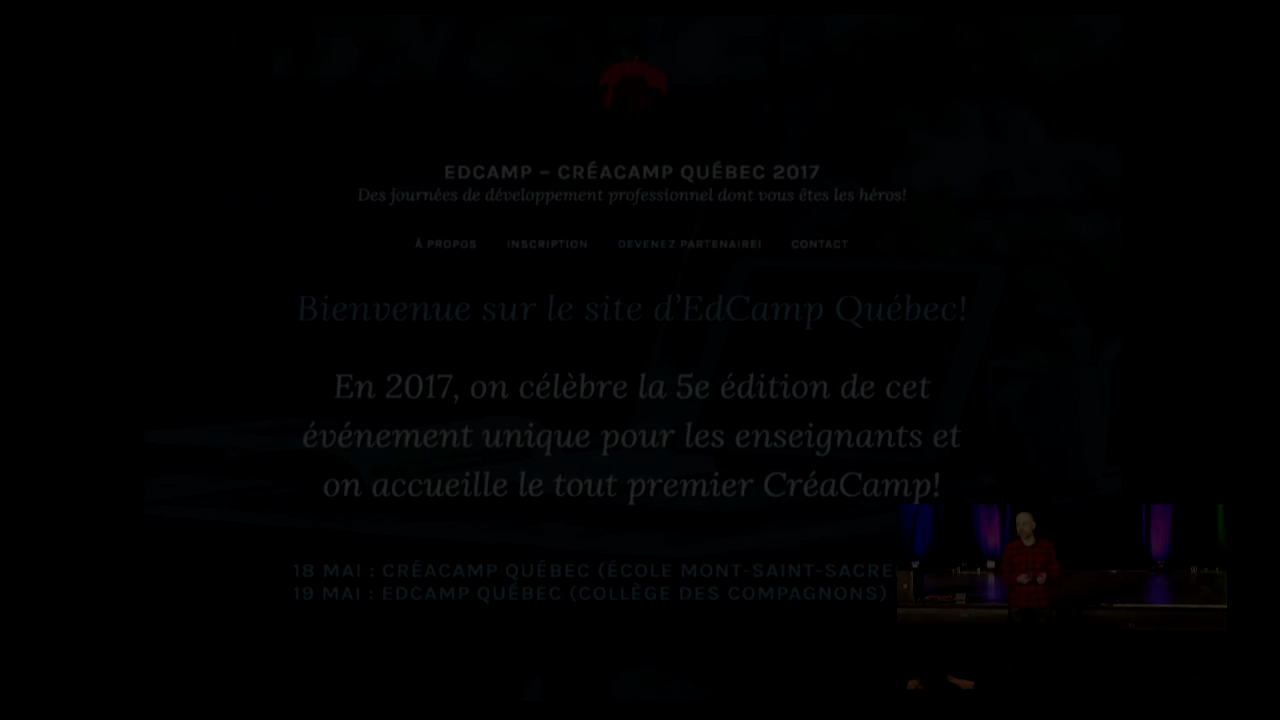 EDCAMP – CRÉACAMP QUÉBEC 2017
Des journées de développement professionnel dont vous êtes les héros!
À PROPOS INSCRIPTION DEVENEZ PARTENAIRE! CONTACT
Bienvenue sur le site d'EdCamp Québec!
En 2017, on célèbre la 5e édition de cet
événement unique pour les enseignants et
on accueille le tout premier CréaCamp!
18 MAI : CRÉACAMP QUÉBEC (ÉCOLE MONT-SAINT-SACRE
19 MAI : EDCAMP QUÉBEC (COLLÈGE DES COMPAGNONS)